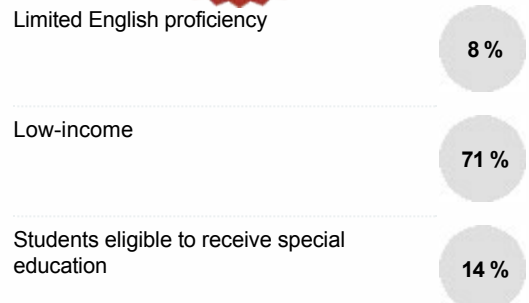 Limited English proficiency
8 %
Low-income
71 %
Students eligible to receive special
education
14 %